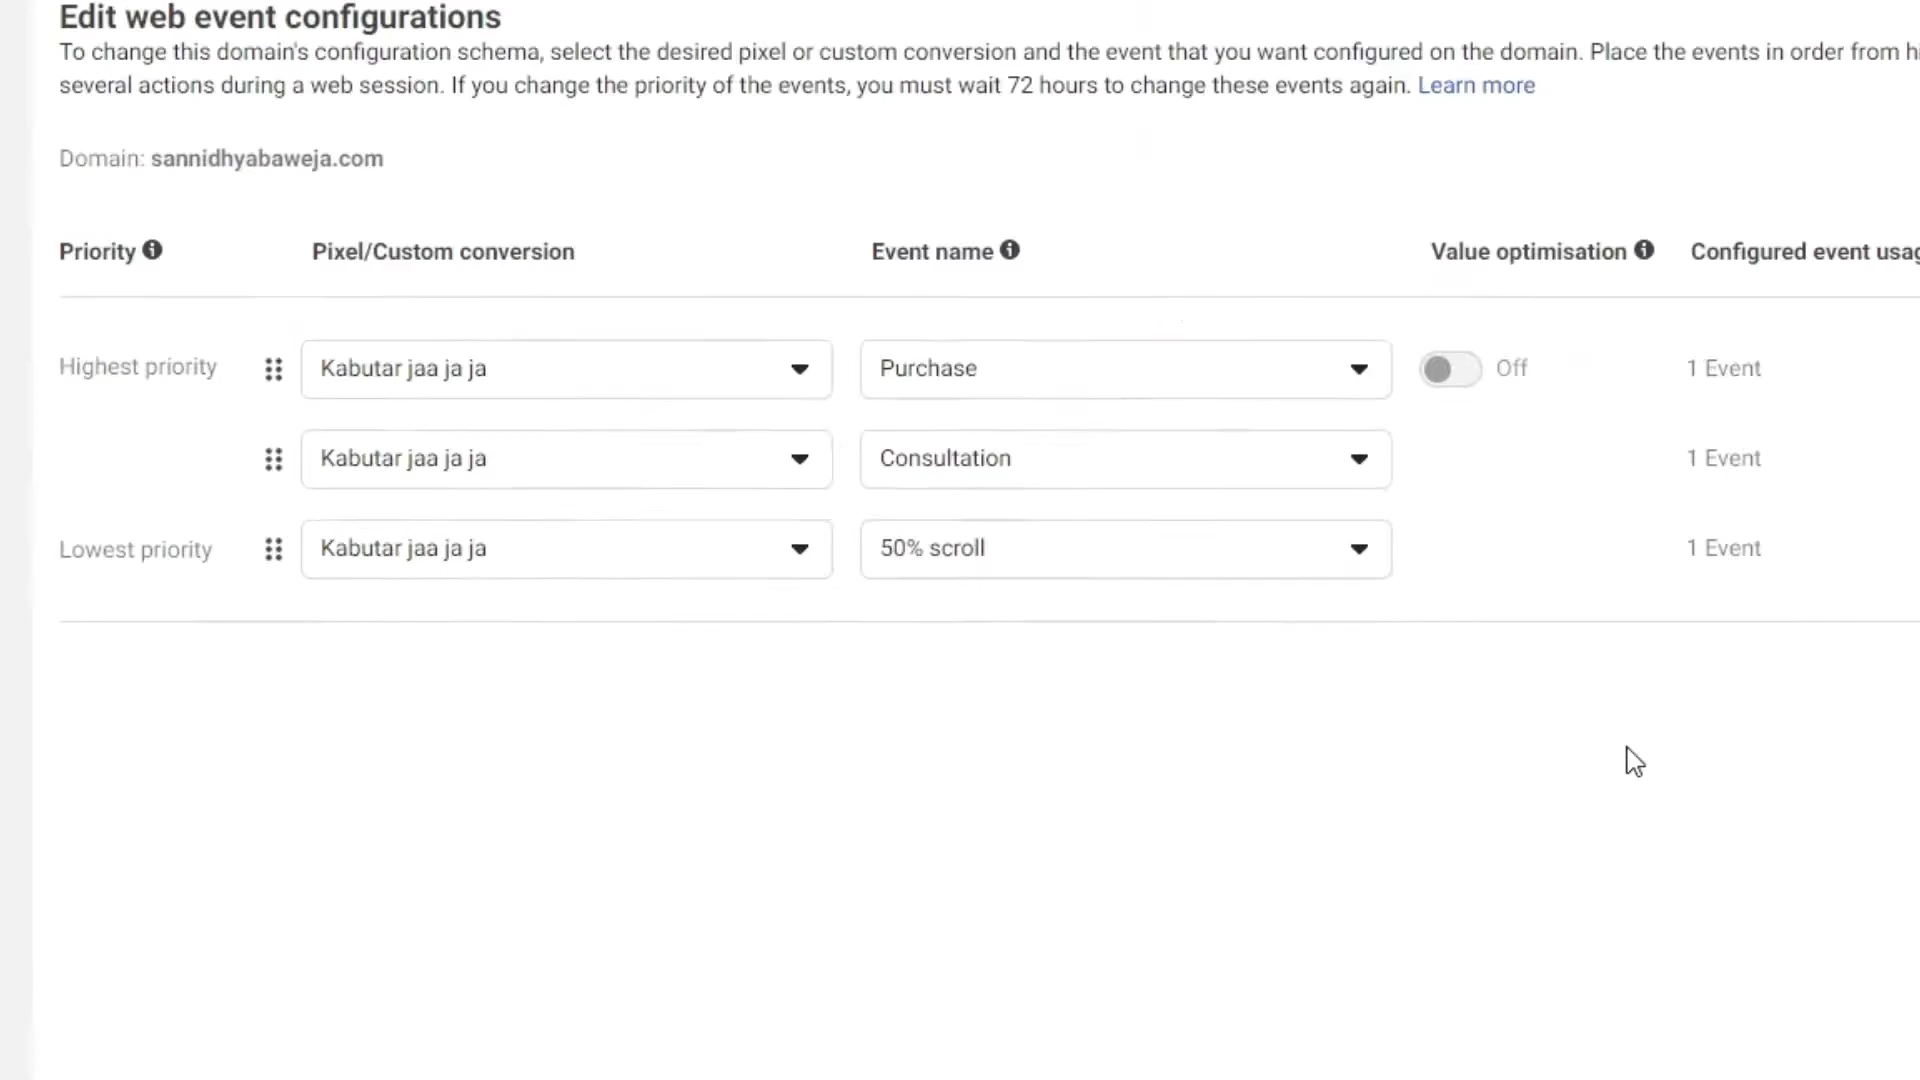 Edit web event configurations
To change this domain's configuration schema, select the desired pixel or custom conversion and the event that you want configured on the domain. Place the events in order from
several actions during a web session. If you change the priority of the events, you must wait 72 hours to change these events again. Learn more
Domain: sannidhyabaweja.com
Priority Pixel/Custom conversion Event name Value optimisation Configured event
Highest priority Kabutar jaa ja ja Purchase Off 1 Event
Kabutar jaa ja ja Consultation 1 Event
Lowest priority Kabutar jaa ja ja 50% scroll 1 Event